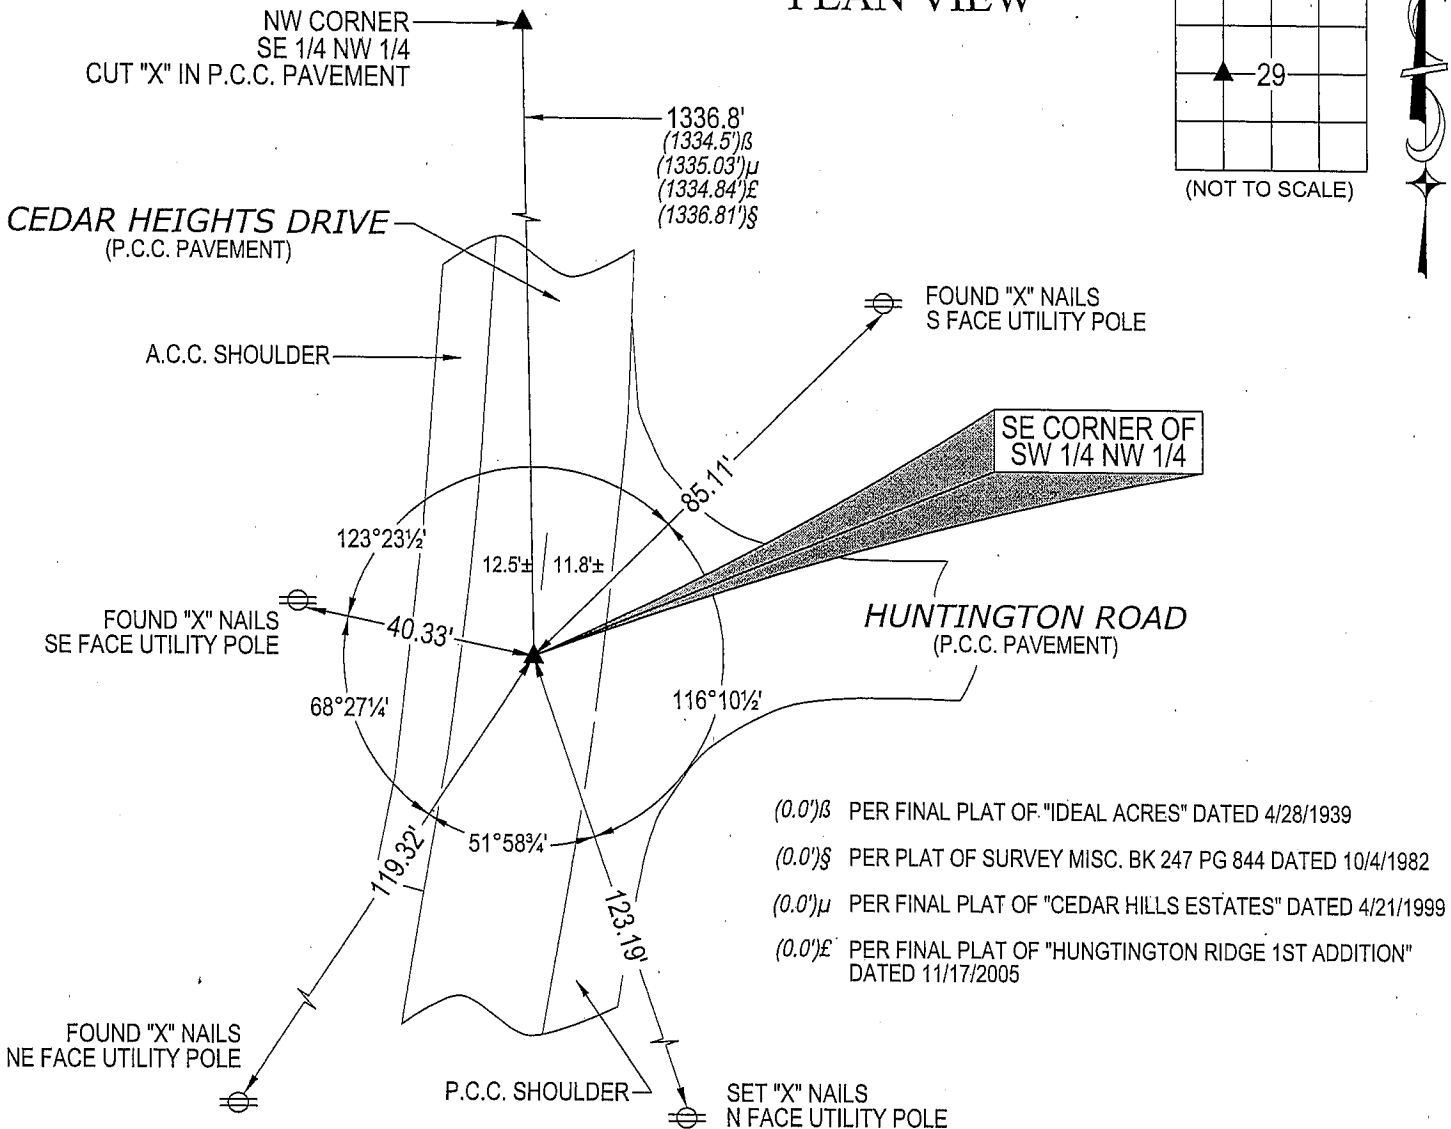 PLAN VIEW
NW CORNER
SE 1/4 NW 1/4
CUT "X" IN P.C.C. PAVEMENT
29
(NOT TO SCALE)
1336.8'
(1334.5')ß
(1335.03')µ
(1334.84')£
(1336.81')§
CEDAR HEIGHTS DRIVE
(P.C.C. PAVEMENT)
FOUND "X" NAILS
S FACE UTILITY POLE
A.C.C. SHOULDER
SE CORNER OF
SW 1/4 NW 1/4
85.11'
123°23½'
12.5'± 11.8'±
FOUND "X" NAILS
SE FACE UTILITY POLE
40.33'
HUNTINGTON ROAD
(P.C.C. PAVEMENT)
68°27¼'
116°10½'
(0.0')ß PER FINAL PLAT OF "IDEAL ACRES" DATED 4/28/1939
(0.0')§ PER PLAT OF SURVEY MISC. BK 247 PG 844 DATED 10/4/1982
(0.0')µ PER FINAL PLAT OF "CEDAR HILLS ESTATES" DATED 4/21/1999
(0.0')£ PER FINAL PLAT OF "HUNGTINGTON RIDGE 1ST ADDITION"
DATED 11/17/2005
51°58¾'
119.32'
123.19'
FOUND "X" NAILS
NE FACE UTILITY POLE
P.C.C. SHOULDER
SET "X" NAILS
N FACE UTILITY POLE